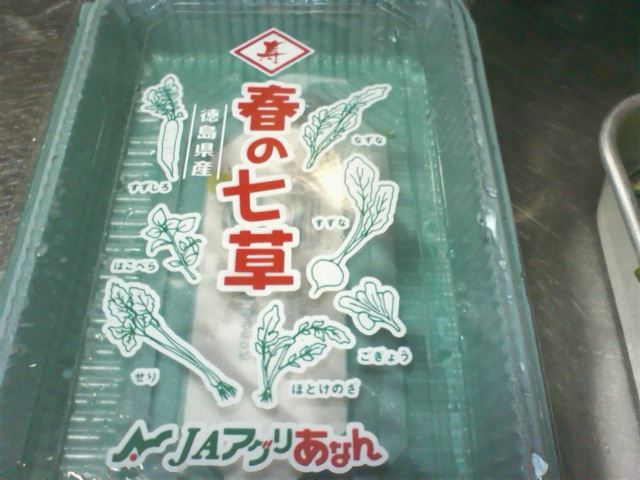 寿
春の七草
徳島県産
なずな
すずしろ
すずな
はこべら
ごぎょう
せり
ほとけのざ
JAアグリあなん